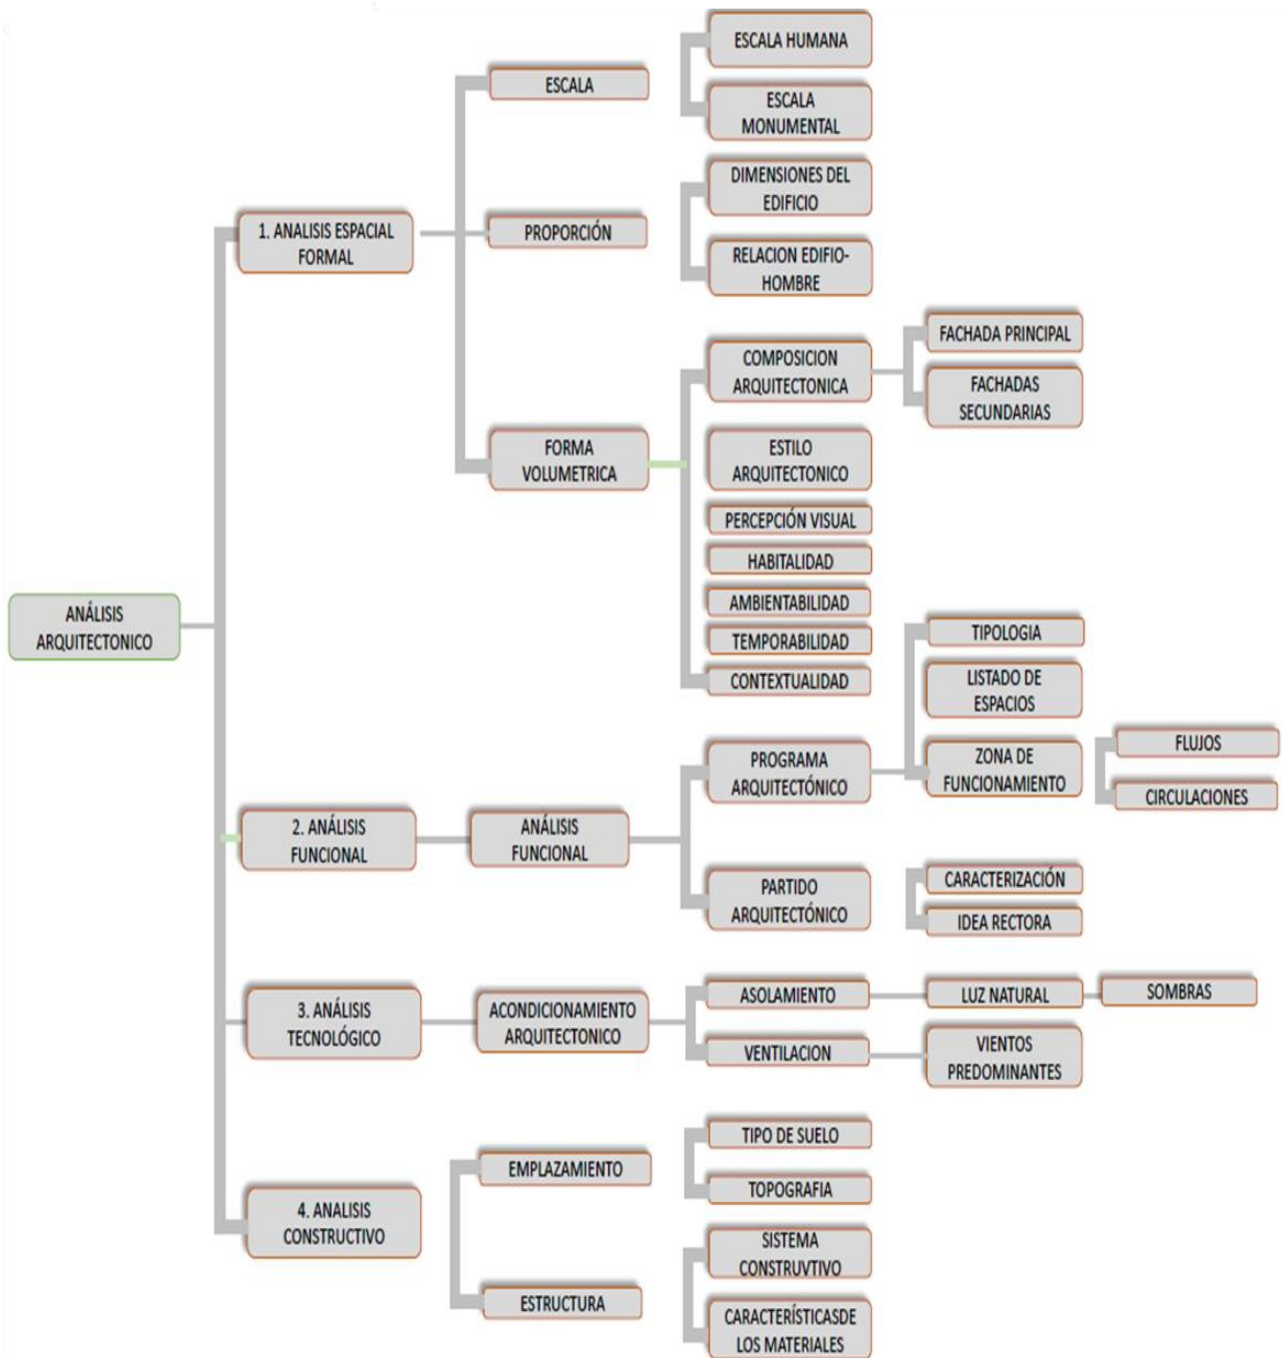 ANÁLISIS
ARQUITECTONICO
1. ANALISIS ESPACIAL
FORMAL
ESCALA
ESCALA HUMANA
ESCALA
MONUMENTAL
PROPORCIÓN
DIMENSIONES DEL
EDIFICIO
RELACION EDIFIO-
HOMBRE
FORMA
VOLUMETRICA
COMPOSICION
ARQUITECTONICA
FACHADA PRINCIPAL
FACHADAS
SECUNDARIAS
ESTILO
ARQUITECTONICO
PERCEPCIÓN VISUAL
HABITALIDAD
AMBIENTABILIDAD
TEMPORABILIDAD
CONTEXTUALIDAD
2. ANÁLISIS
FUNCIONAL
ANÁLISIS
FUNCIONAL
PROGRAMA
ARQUITECTÓNICO
TIPOLOGIA
LISTADO DE
ESPACIOS
ZONA DE
FUNCIONAMIENTO
FLUJOS
CIRCULACIONES
PARTIDO
ARQUITECTÓNICO
CARACTERIZACIÓN
IDEA RECTORA
3. ANÁLISIS
TECNOLÓGICO
ACONDICIONAMIENTO
ARQUITECTONICO
ASOLAMIENTO
LUZ NATURAL
SOMBRAS
VENTILACION
VIENTOS
PREDOMINANTES
4. ANALISIS
CONSTRUCTIVO
EMPLAZAMIENTO
TIPO DE SUELO
TOPOGRAFIA
ESTRUCTURA
SISTEMA
CONSTRUVTIVO
CARACTERÍSTICASDE
LOS MATERIALES